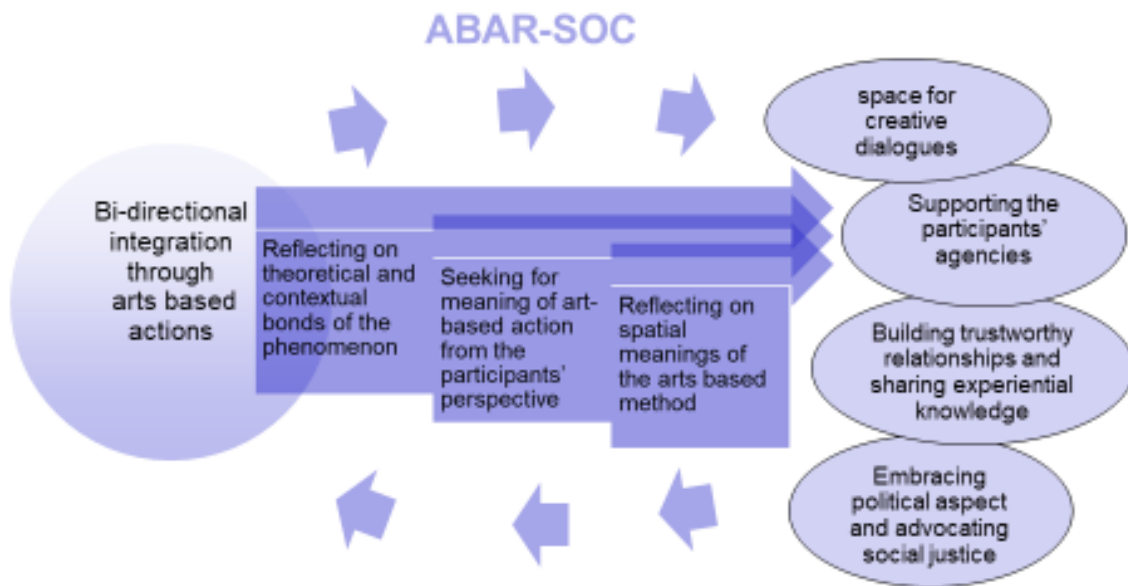 ABAR-SOC
Bi-directional
integration
through
arts based
actions
Reflecting on
theoretical and
contextual
bonds of the
phenomenon
Seeking for
meaning of art-
based action
from the
participants'
perspective
Reflecting on
spatial
meanings of
the arts based
method
space for
creative
dialogues
Supporting the
participants'
agencies
Building trustworthy
relationships and
sharing experiential
knowledge
Embracing
political aspect
and advocating
social justice